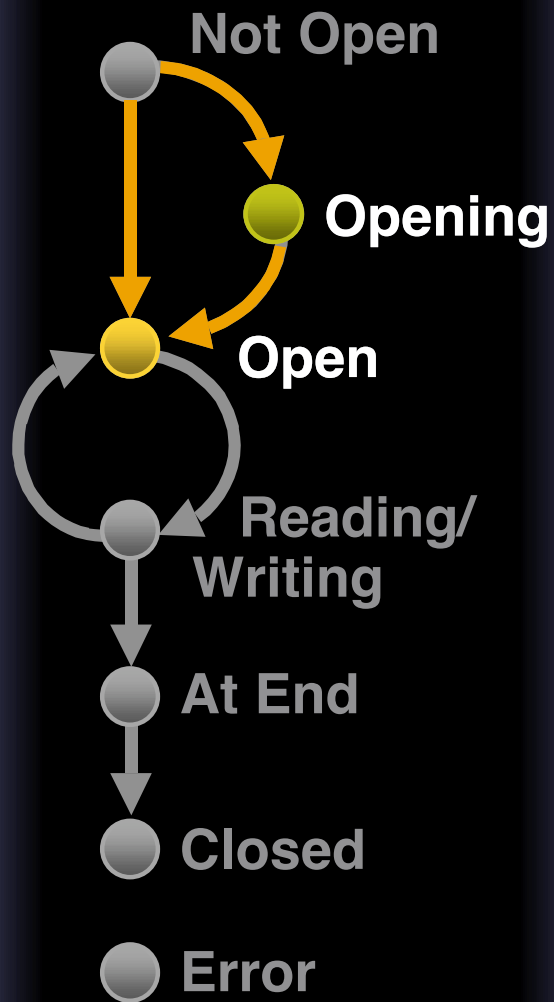 Not Open
Opening
Open
Reading/
Writing
At End
Closed
Error